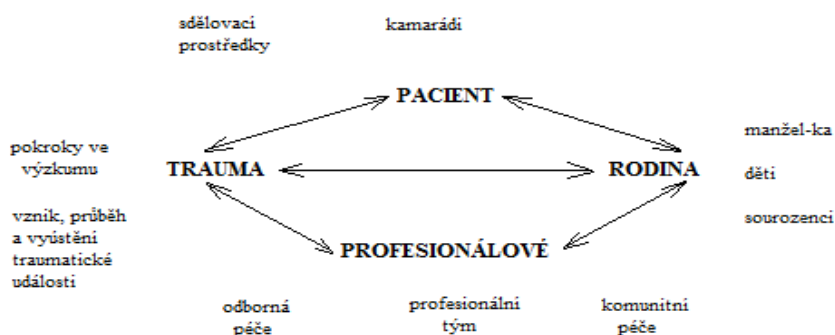 sdělovací
prostředky
kamarádi
PACIENT
pokroky ve
výzkumu
TRAUMA
RODINA
manžel-ka
děti
sourozenci
vznik, průběh
a vyústění
traumatické
události
PROFESIONÁLOVÉ
odborná
péče
profesionální
tým
komunitní
péče